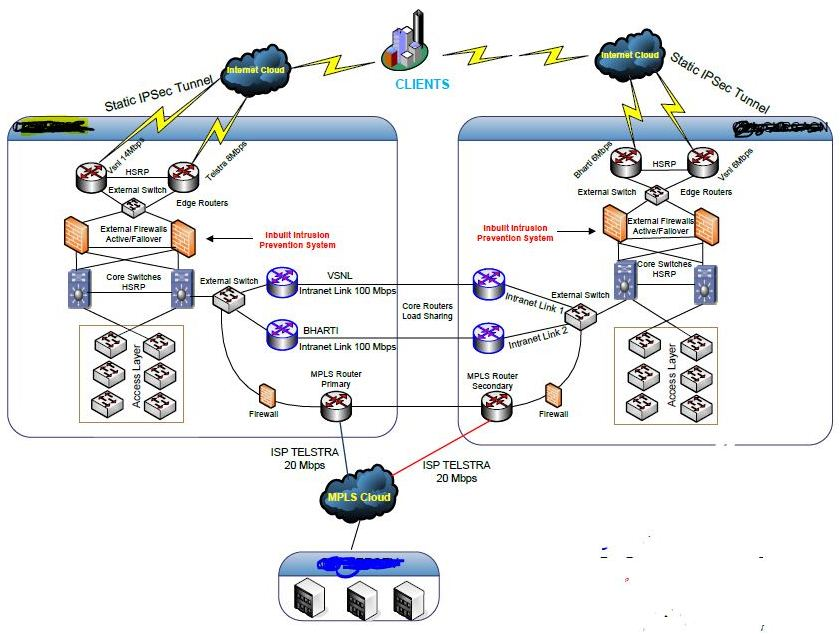 Internet Cloud
CLIENTS
Internet Cloud
Static IPSec Tunnel
Static IPSec Tunnel
Vsnl 14Mbps
HSRP
Telstra 8Mbps
External Switch
Edge Routers
External Firewalls
Active/Failover
Inbuilt Intrusion
Prevention System
Core Switches
HSRP
External Switch
Access Layer
Bharti 6Mbps
HSRP
Vsnl 6Mbps
External Switch
Edge Routers
External Firewalls
Active/Failover
Inbuilt Intrusion
Prevention System
Core Switches
HSRP
External Switch
Access Layer
VSNL
Intranet Link 100 Mbps
BHARTI
Intranet Link 100 Mbps
Core Routers
Load Sharing
Intranet Link 1
Intranet Link 2
MPLS Router
Primary
MPLS Router
Secondary
Firewall
Firewall
ISP TELSTRA
20 Mbps
ISP TELSTRA
20 Mbps
MPLS Cloud